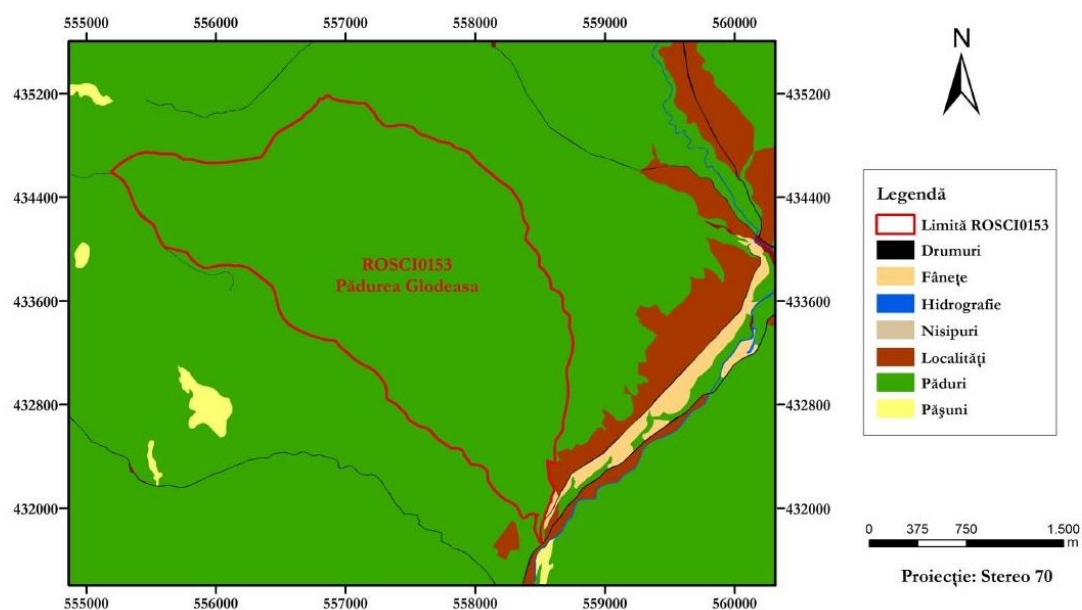 555000 556000 557000 558000 559000 560000
435200 435200
434400 434400
433600 433600
432800 432800
432000 432000
555000 556000 557000 558000 559000 560000
ROSCI0153
Pădurea Glodeasa
N
Legendă
Limită ROSCI0153
Drumuri
Fânețe
Hidrografie
Nisipuri
Localități
Păduri
Pășuni
0 375 750 1.500
m
Proiecție: Stereo 70